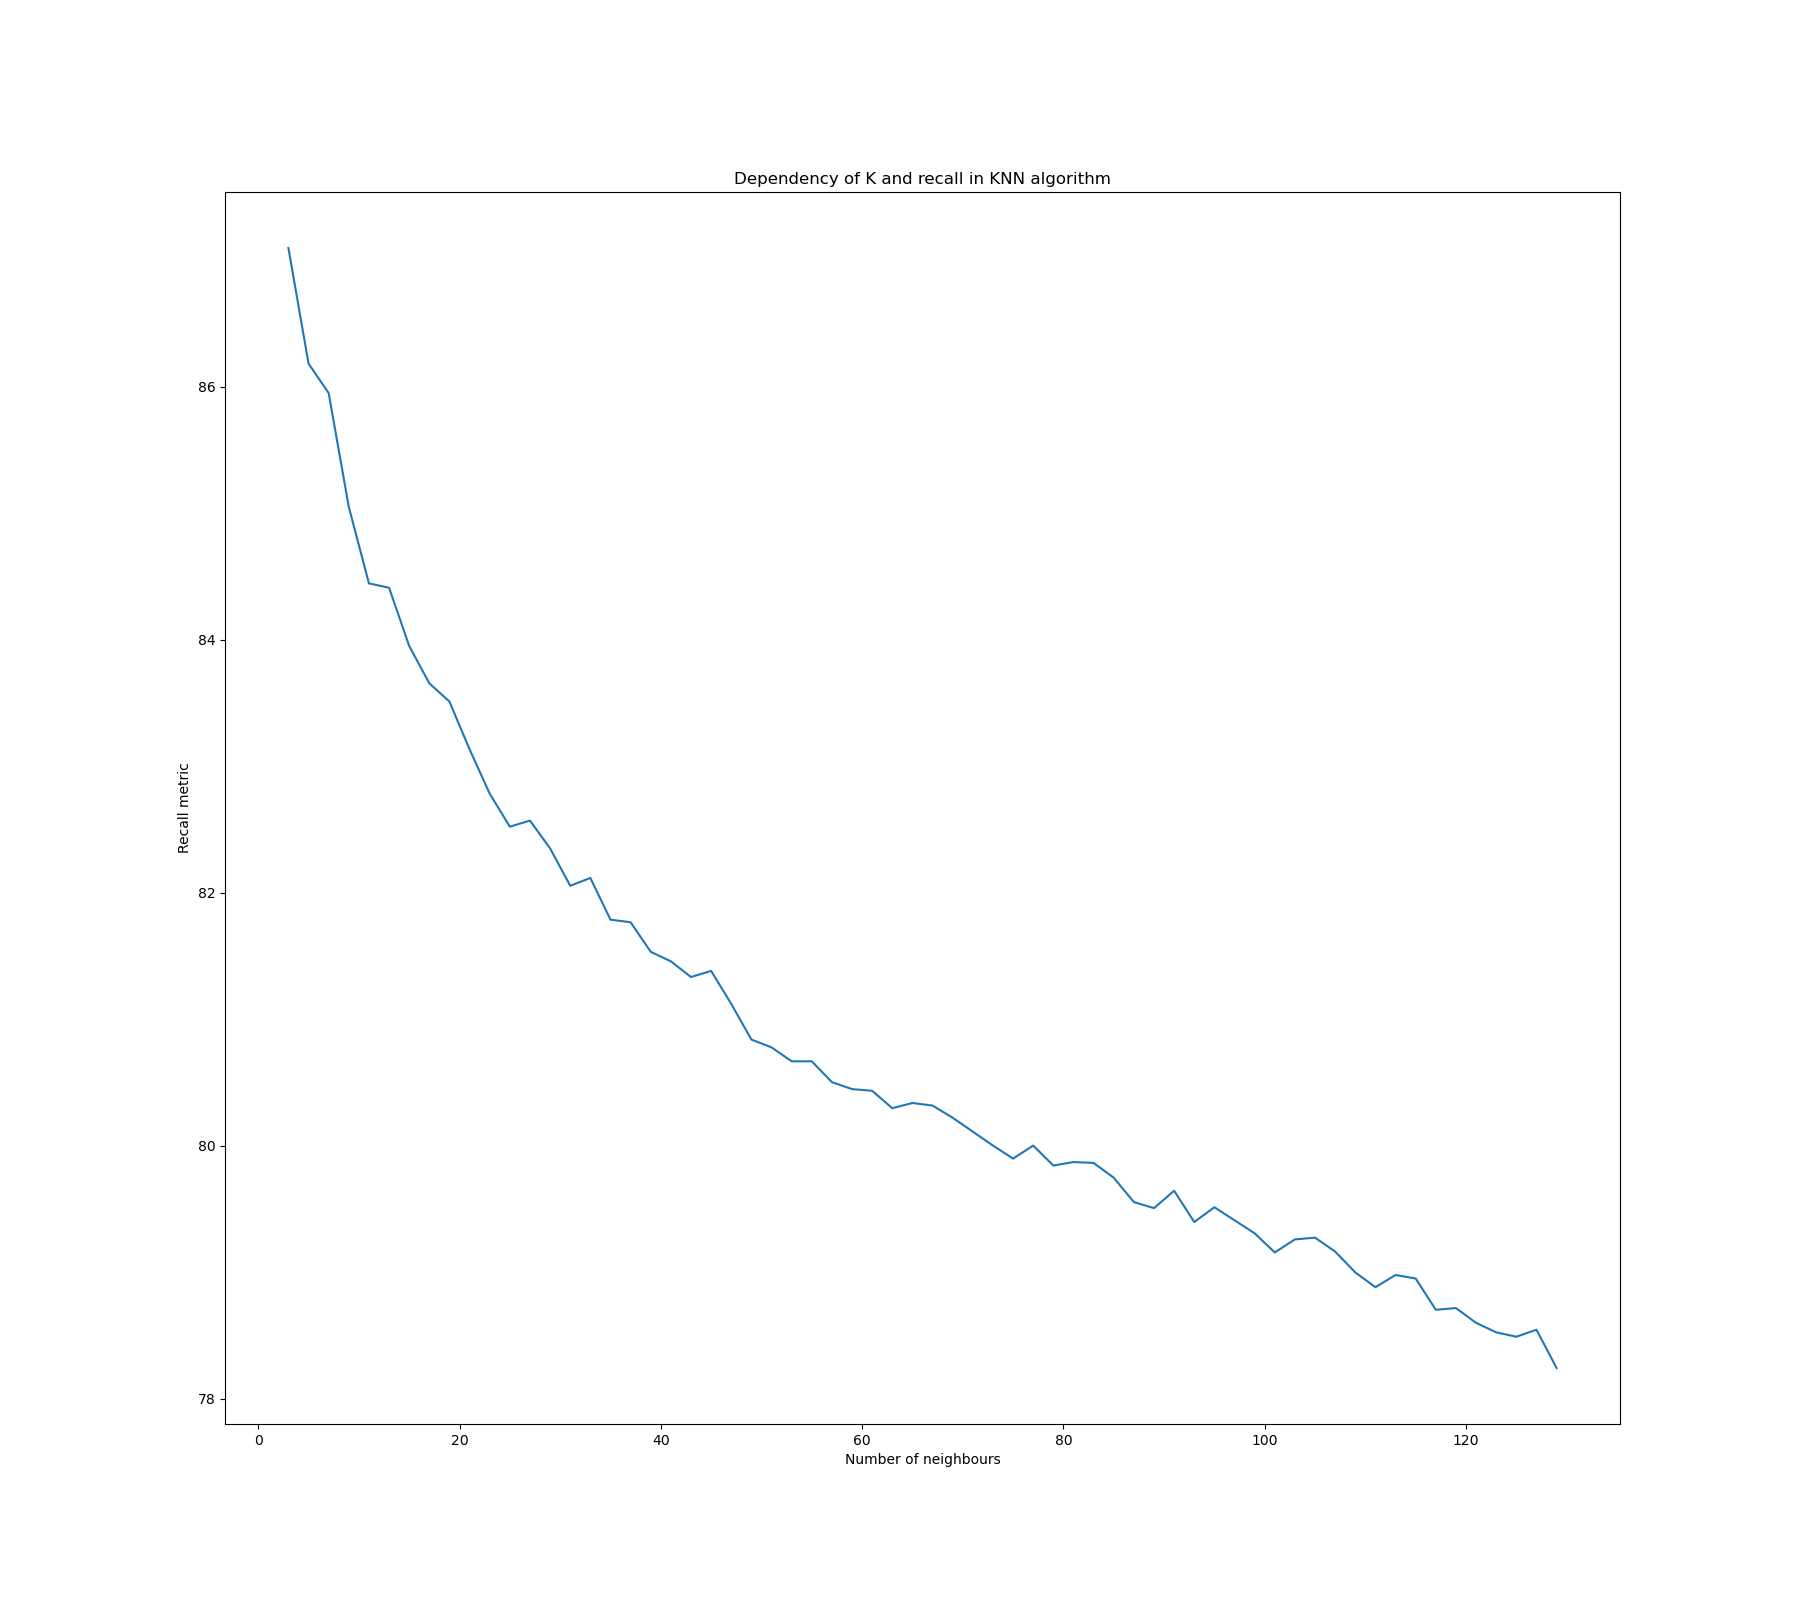 Dependency of K and recall in KNN algorithm
86
84
82
80
78
Recall metric
0 20 40 60 80 100 120
Number of neighbours